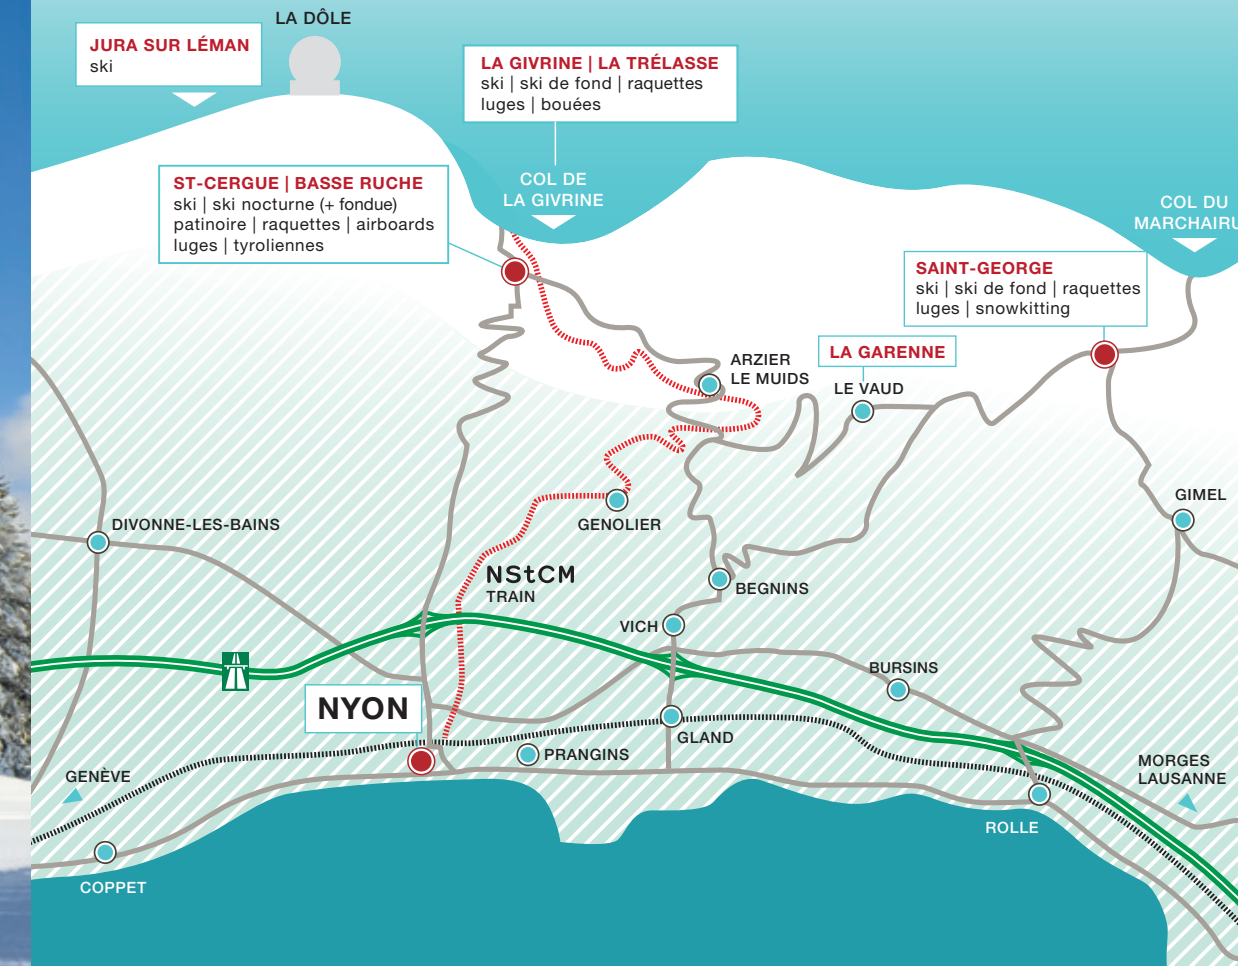 LA DÔLE
JURA SUR LÉMAN
ski
LA GIVRINE | LA TRÉLASSE
ski | ski de fond | raquettes
luges | bouées
ST-CERGUE | BASSE RUCHE
ski | ski nocturne (+ fondue)
patinoire | raquettes | airboards
luges | tyroliennes
COL DE
LA GIVRINE
COL DU
MARCHAIRU
SAINT-GEORGE
ski | ski de fond | raquettes
luges | snowkitting
ARZIER
LE MUIDS
LA GARENNE
LE VAUD
GIMEL
DIVONNE-LES-BAINS
GENOLIER
NStCM
TRAIN
BEGNINS
VICH
BURSINS
NYON
GLAND
PRANGINS
GENÈVE
MORGES
LAUSANNE
ROLLE
COPPET